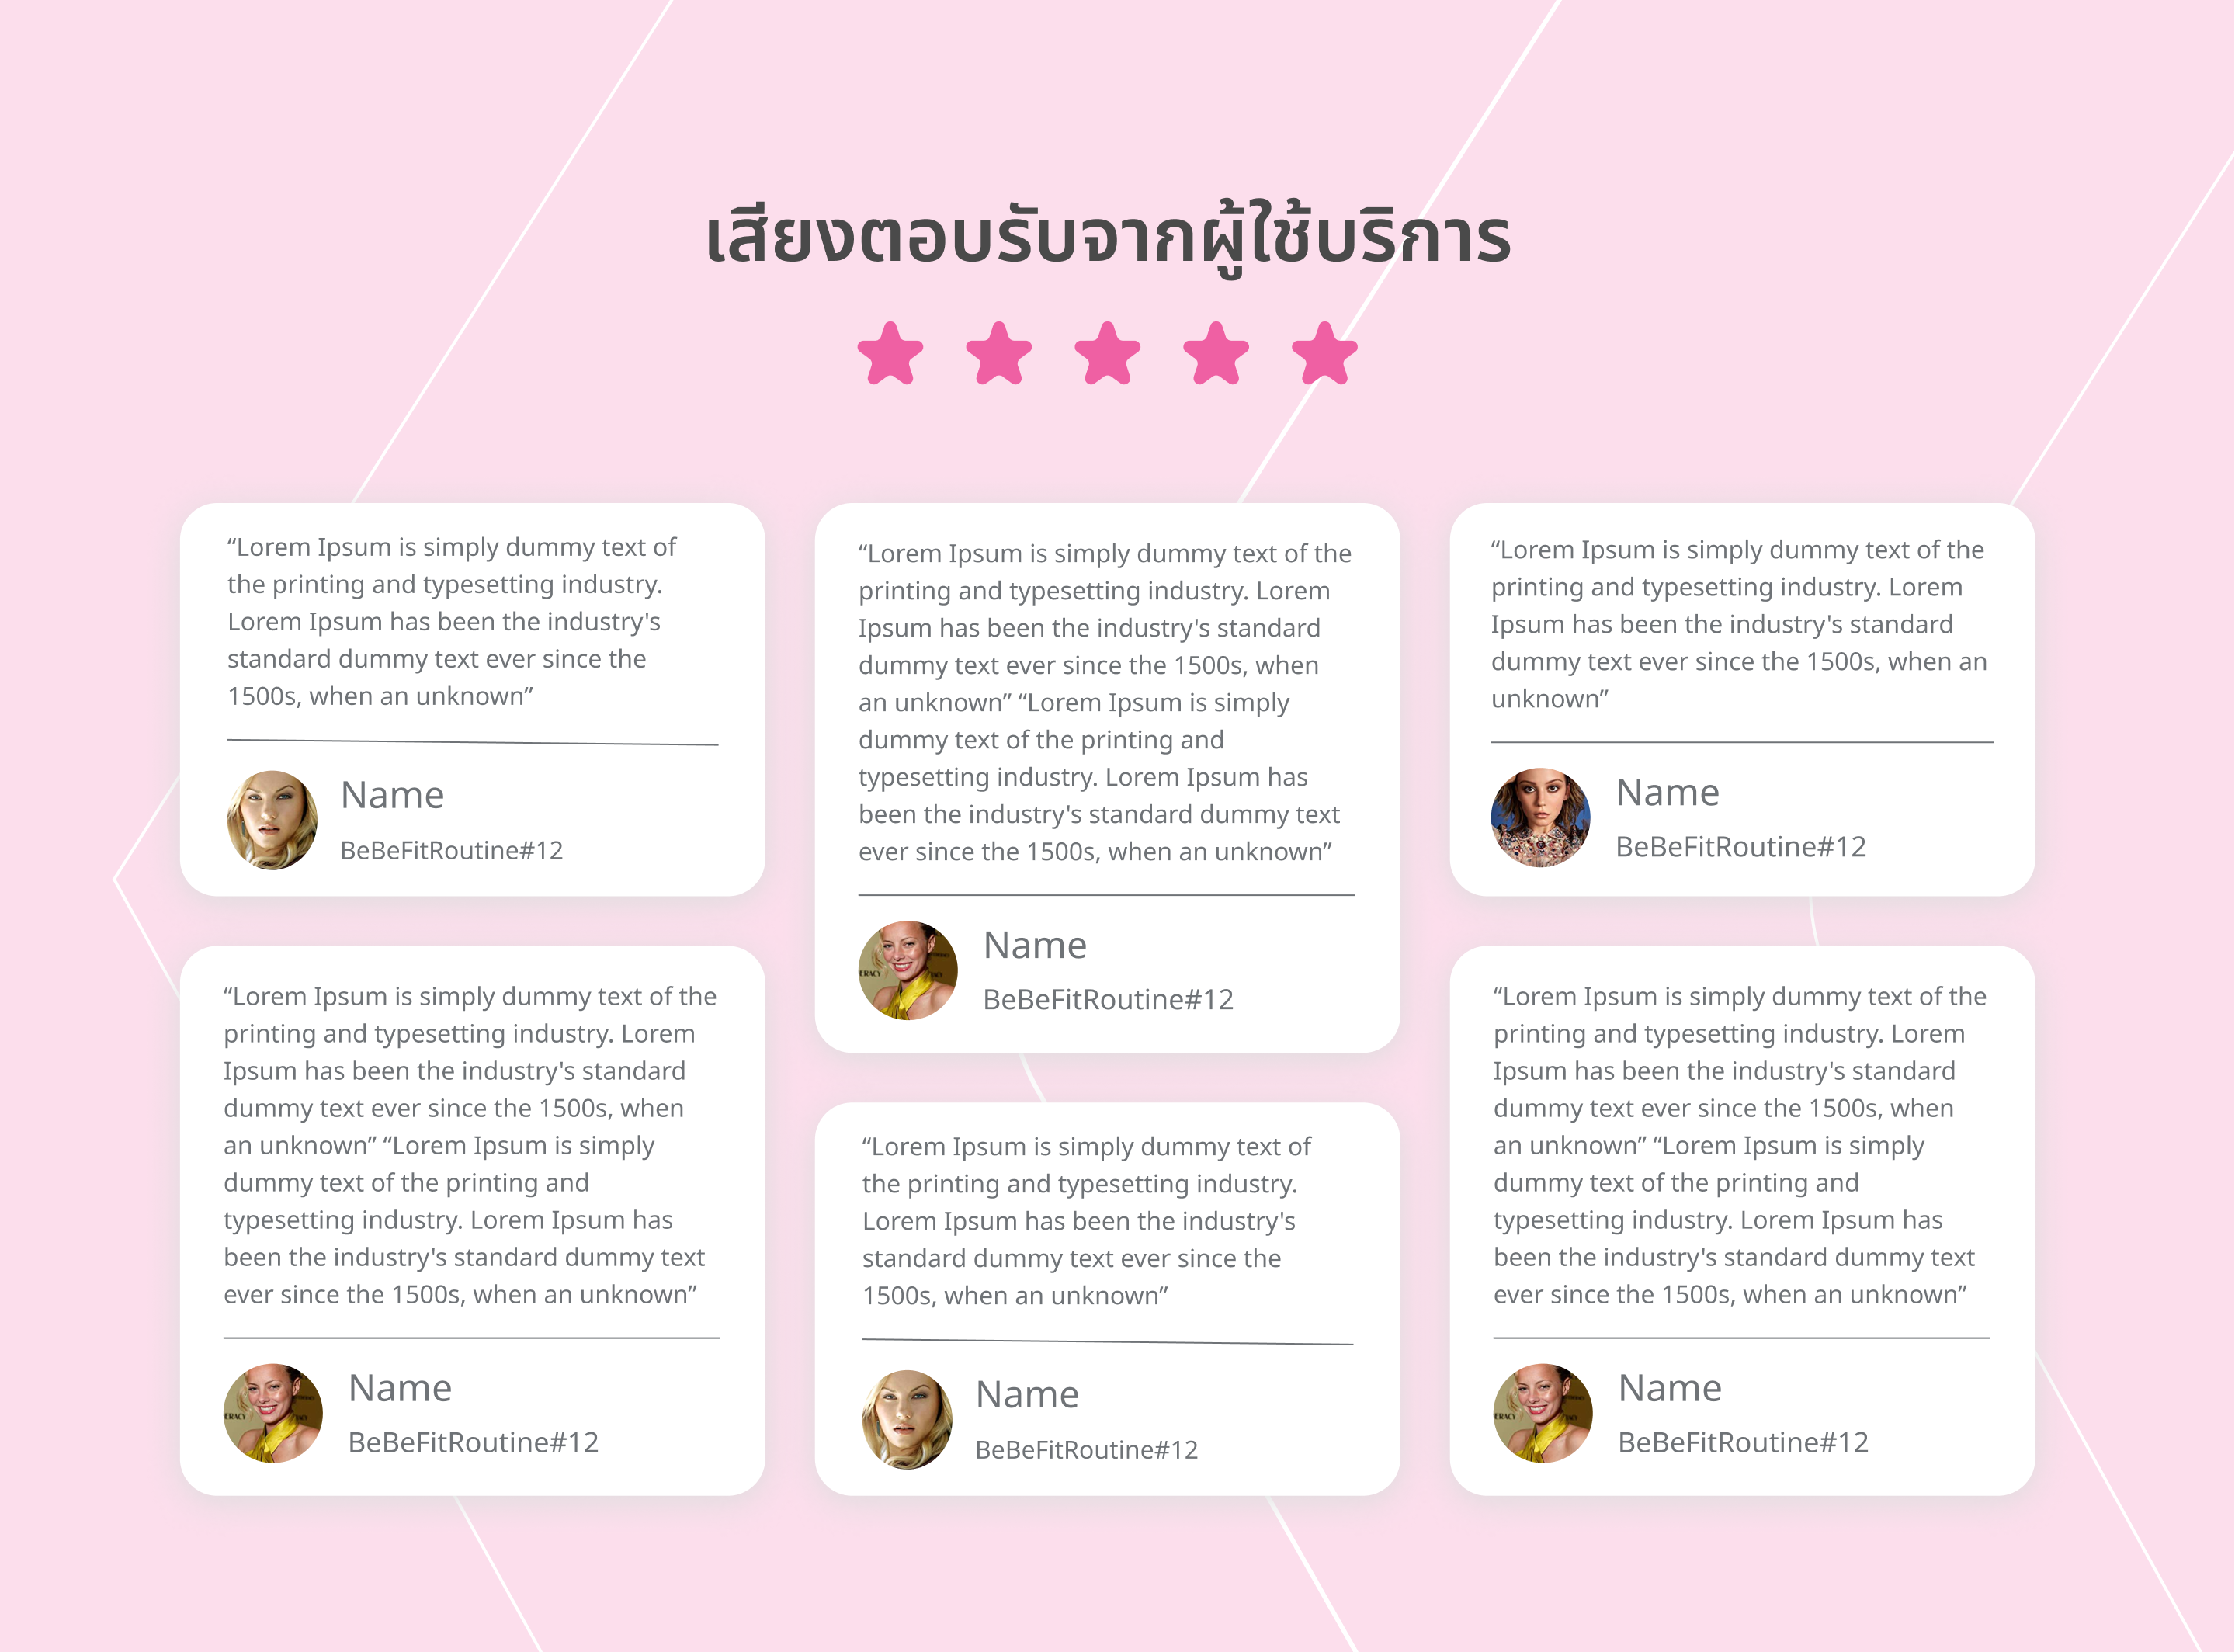 เสียงตอบรับจากผู้ใช้บริการ
“Lorem Ipsum is simply dummy text of
the printing and typesetting industry.
Lorem Ipsum has been the industry's
standard dummy text ever since the
1500s, when an unknown”
Name
BeBeFitRoutine#12
“Lorem Ipsum is simply dummy text of the
printing and typesetting industry. Lorem
Ipsum has been the industry's standard
dummy text ever since the 1500s, when
an unknown” “Lorem Ipsum is simply
dummy text of the printing and
typesetting industry. Lorem Ipsum has
been the industry's standard dummy text
ever since the 1500s, when an unknown”
Name
BeBeFitRoutine#12
“Lorem Ipsum is simply dummy text of the
printing and typesetting industry. Lorem
Ipsum has been the industry's standard
dummy text ever since the 1500s, when an
unknown”
Name
BeBeFitRoutine#12
“Lorem Ipsum is simply dummy text of the
printing and typesetting industry. Lorem
Ipsum has been the industry's standard
dummy text ever since the 1500s, when
an unknown” “Lorem Ipsum is simply
dummy text of the printing and
typesetting industry. Lorem Ipsum has
been the industry's standard dummy text
ever since the 1500s, when an unknown”
Name
BeBeFitRoutine#12
“Lorem Ipsum is simply dummy text of
the printing and typesetting industry.
Lorem Ipsum has been the industry's
standard dummy text ever since the
1500s, when an unknown”
Name
BeBeFitRoutine#12
“Lorem Ipsum is simply dummy text of the
printing and typesetting industry. Lorem
Ipsum has been the industry's standard
dummy text ever since the 1500s, when
an unknown” “Lorem Ipsum is simply
dummy text of the printing and
typesetting industry. Lorem Ipsum has
been the industry's standard dummy text
ever since the 1500s, when an unknown”
Name
BeBeFitRoutine#12